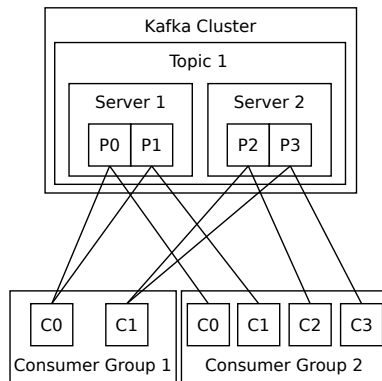 Kafka Cluster
Topic 1
Server 1 Server 2
P0 P1 P2 P3
C0 C1 C0 C1 C2 C3
Consumer Group 1 Consumer Group 2